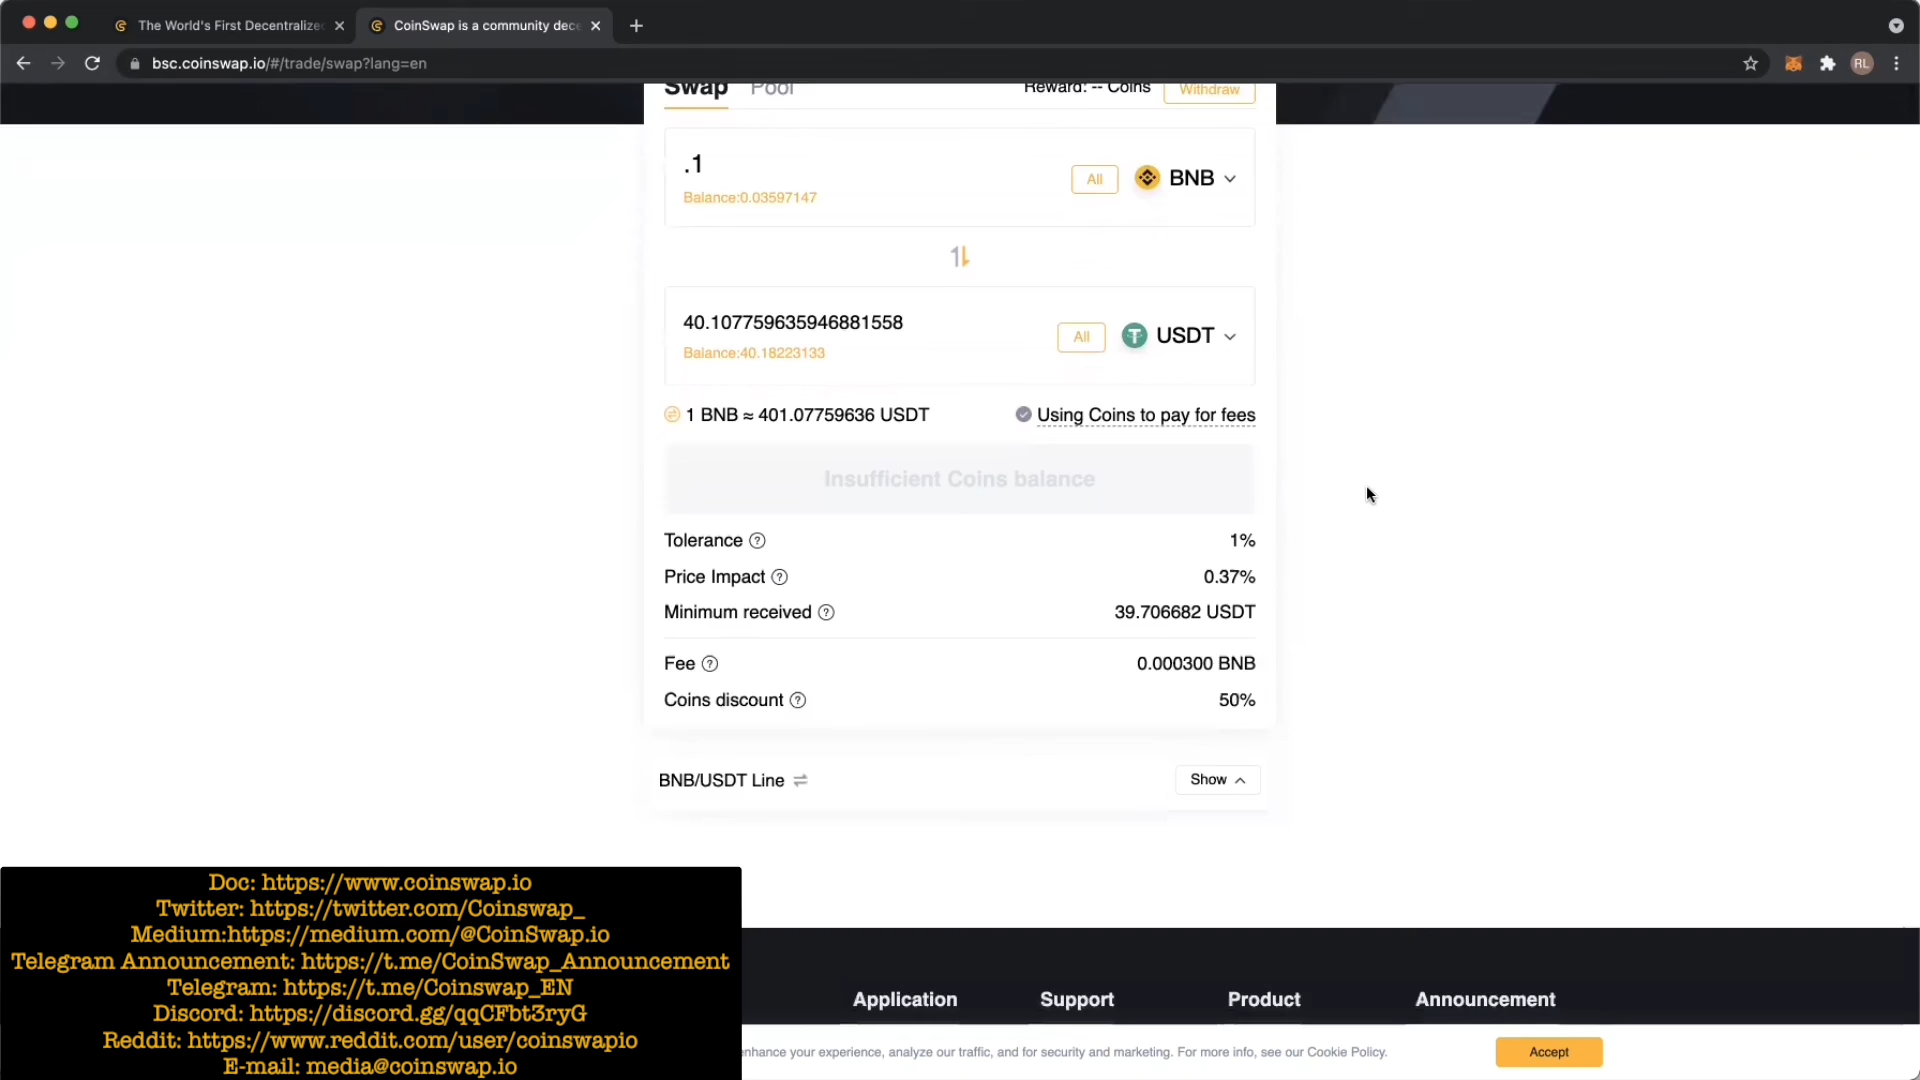 The World's First Decentralize
CoinSwap is a community dece
bsc.coinswap.io/#/trade/swap?lang=en
RL
Swap
Pool
Reward: -- Coins
Withdraw
.1
Balance:0.03597147
All
BNB
40.107759635946881558
Balance:40.18223133
All
USDT
1 BNB ≈ 401.07759636 USDT
Using Coins to pay for fees
Insufficient Coins balance
Tolerance
1%
Price Impact
0.37%
Minimum received
39.706682 USDT
Fee
0.000300 BNB
Coins discount
50%
BNB/USDT Line
Show
Doc: https://www.coinswap.io
Twitter: https://twitter.com/Coinswap_
Medium:https://medium.com/@CoinSwap.io
Telegram Announcement: https://t.me/CoinSwap_Announcement
Telegram: https://t.me/Coinswap_EN
Discord: https://discord.gg/qqCFbt3ryG
Reddit: https://www.reddit.com/user/coinswapio
E-mail: media@coinswap.io
Application
Support
Product
Announcement
enhance your experience, analyze our traffic, and for security and marketing. For more info, see our Cookie Policy.
Accept